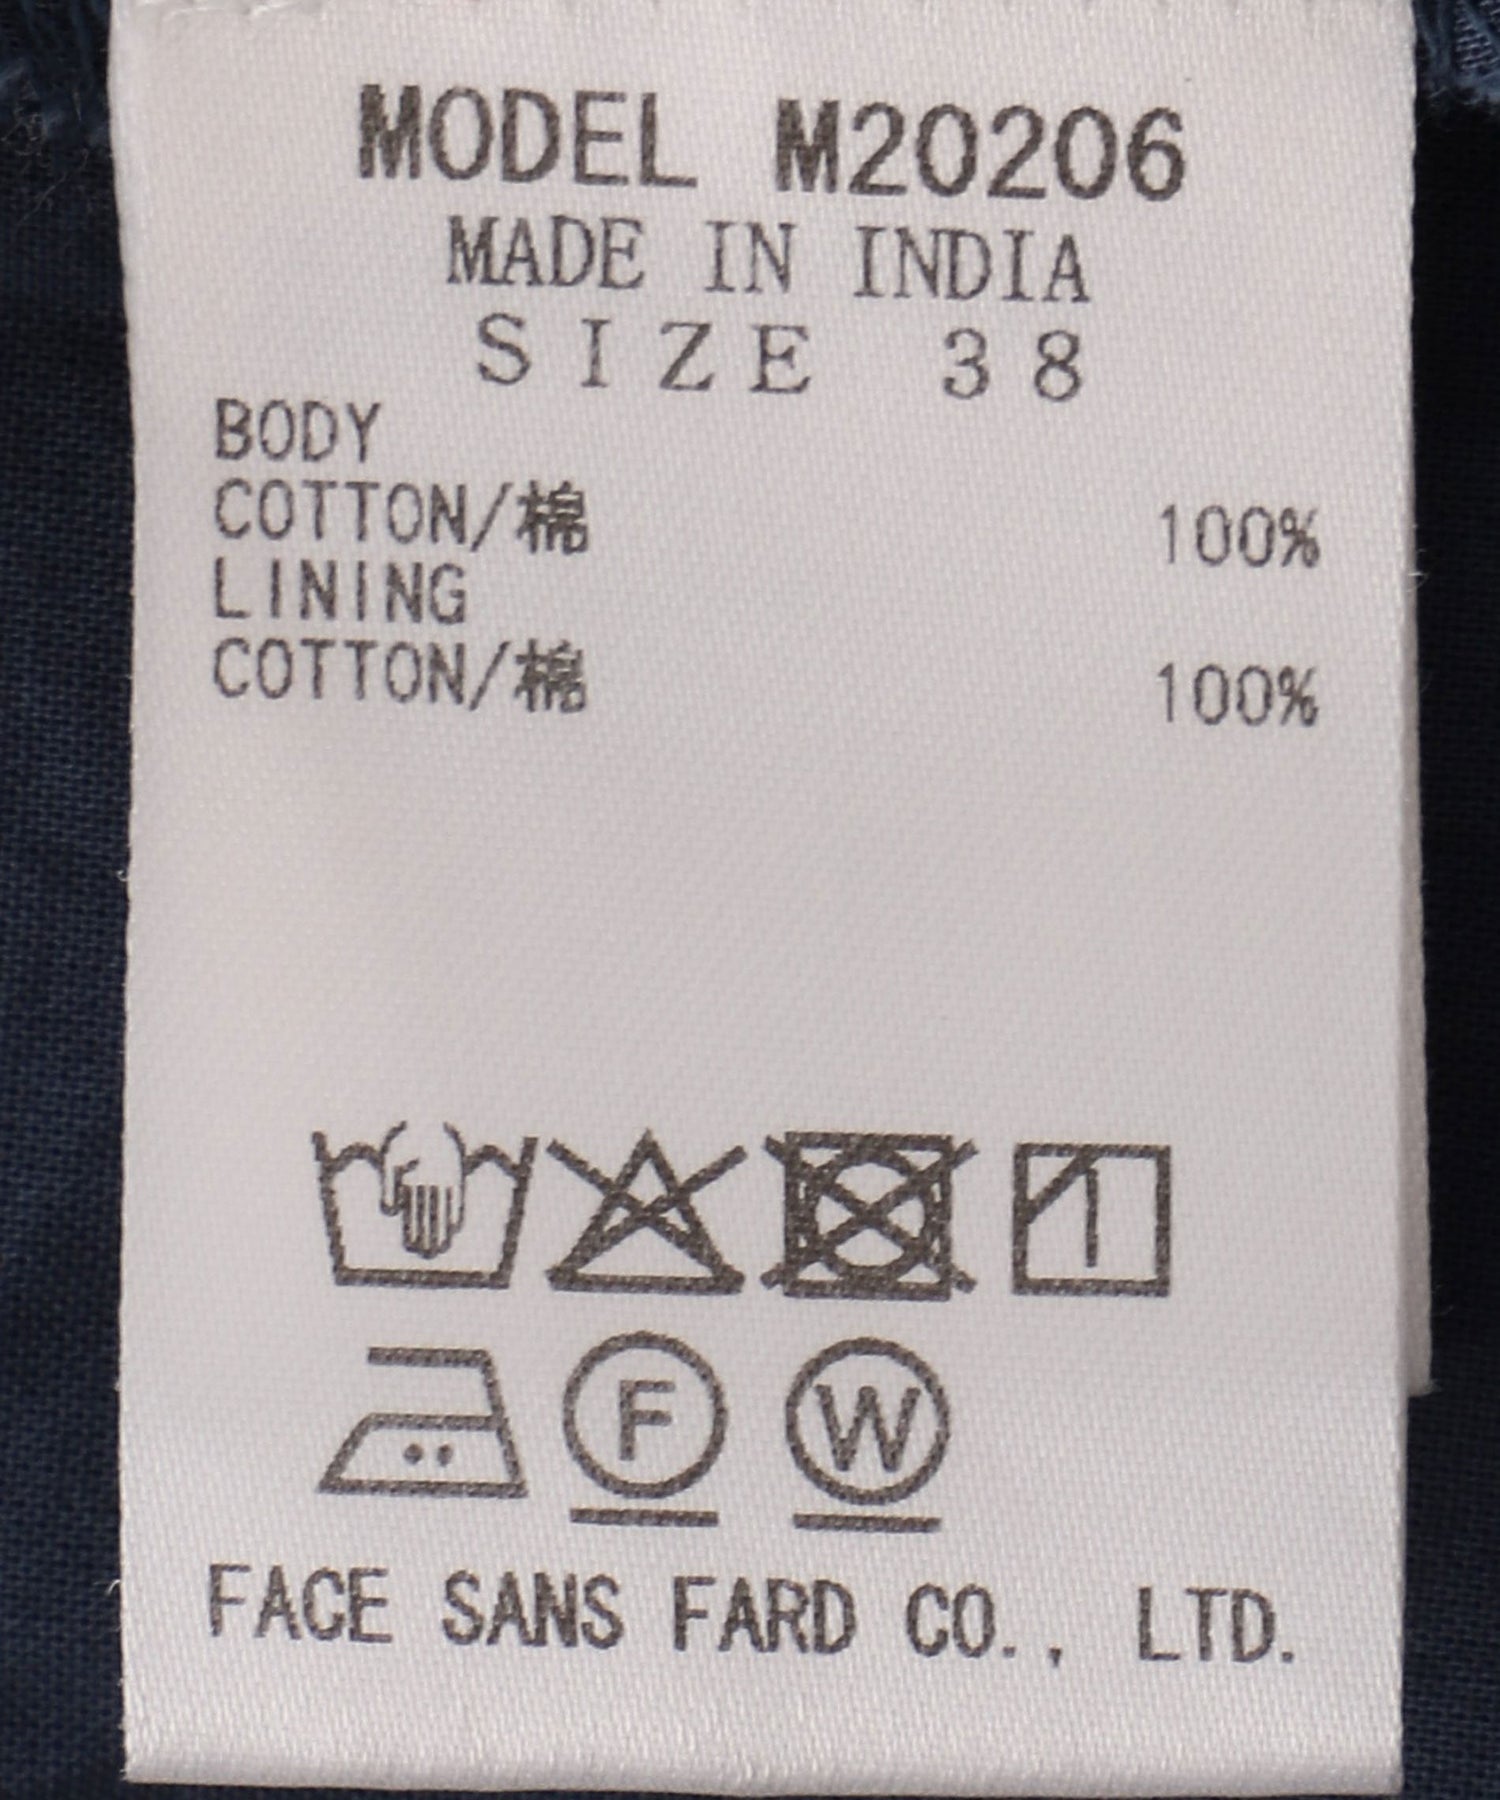 MODEL M20206
MADE IN INDIA
SIZE 38
BODY
COTTON/棉 100%
LINING
COTTON/棉 100%
F W
FACE SANS FARD CO., LTD.